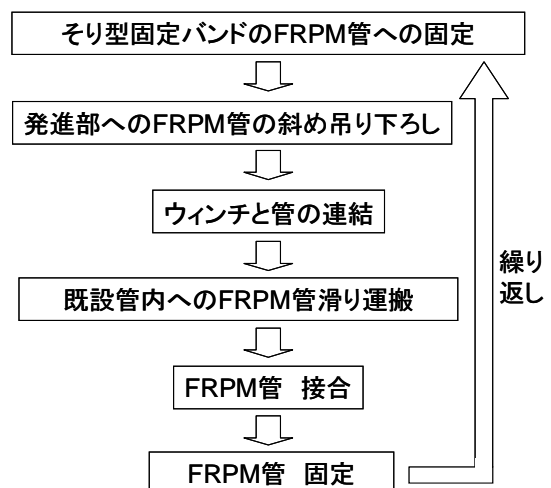 そり型固定バンドのFRPM管への固定
発進部へのFRPM管の斜め吊り下ろし
ウィンチと管の連結
既設管内へのFRPM管滑り運搬
FRPM管　接合
FRPM管　固定
繰り
返し